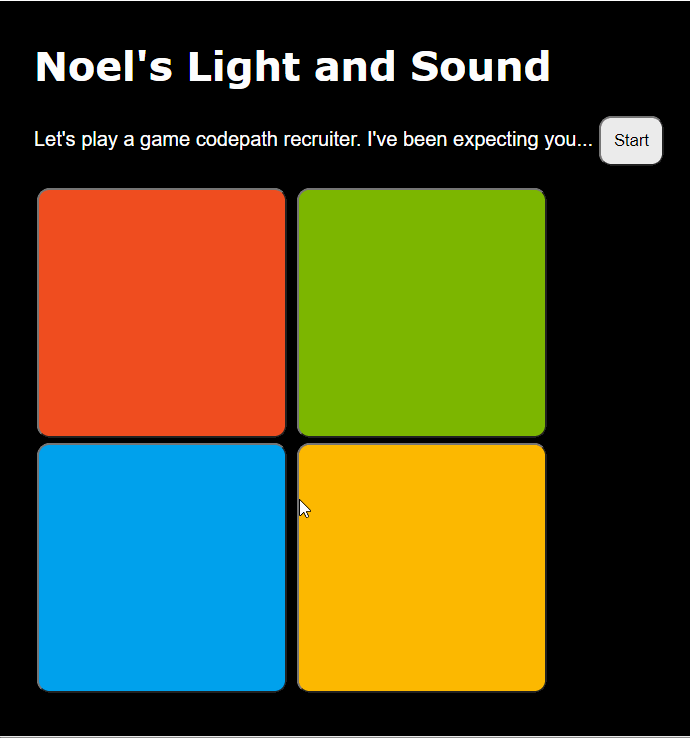 Noel's Light and Sound
Let's play a game codepath recruiter. I've been expecting you... Start